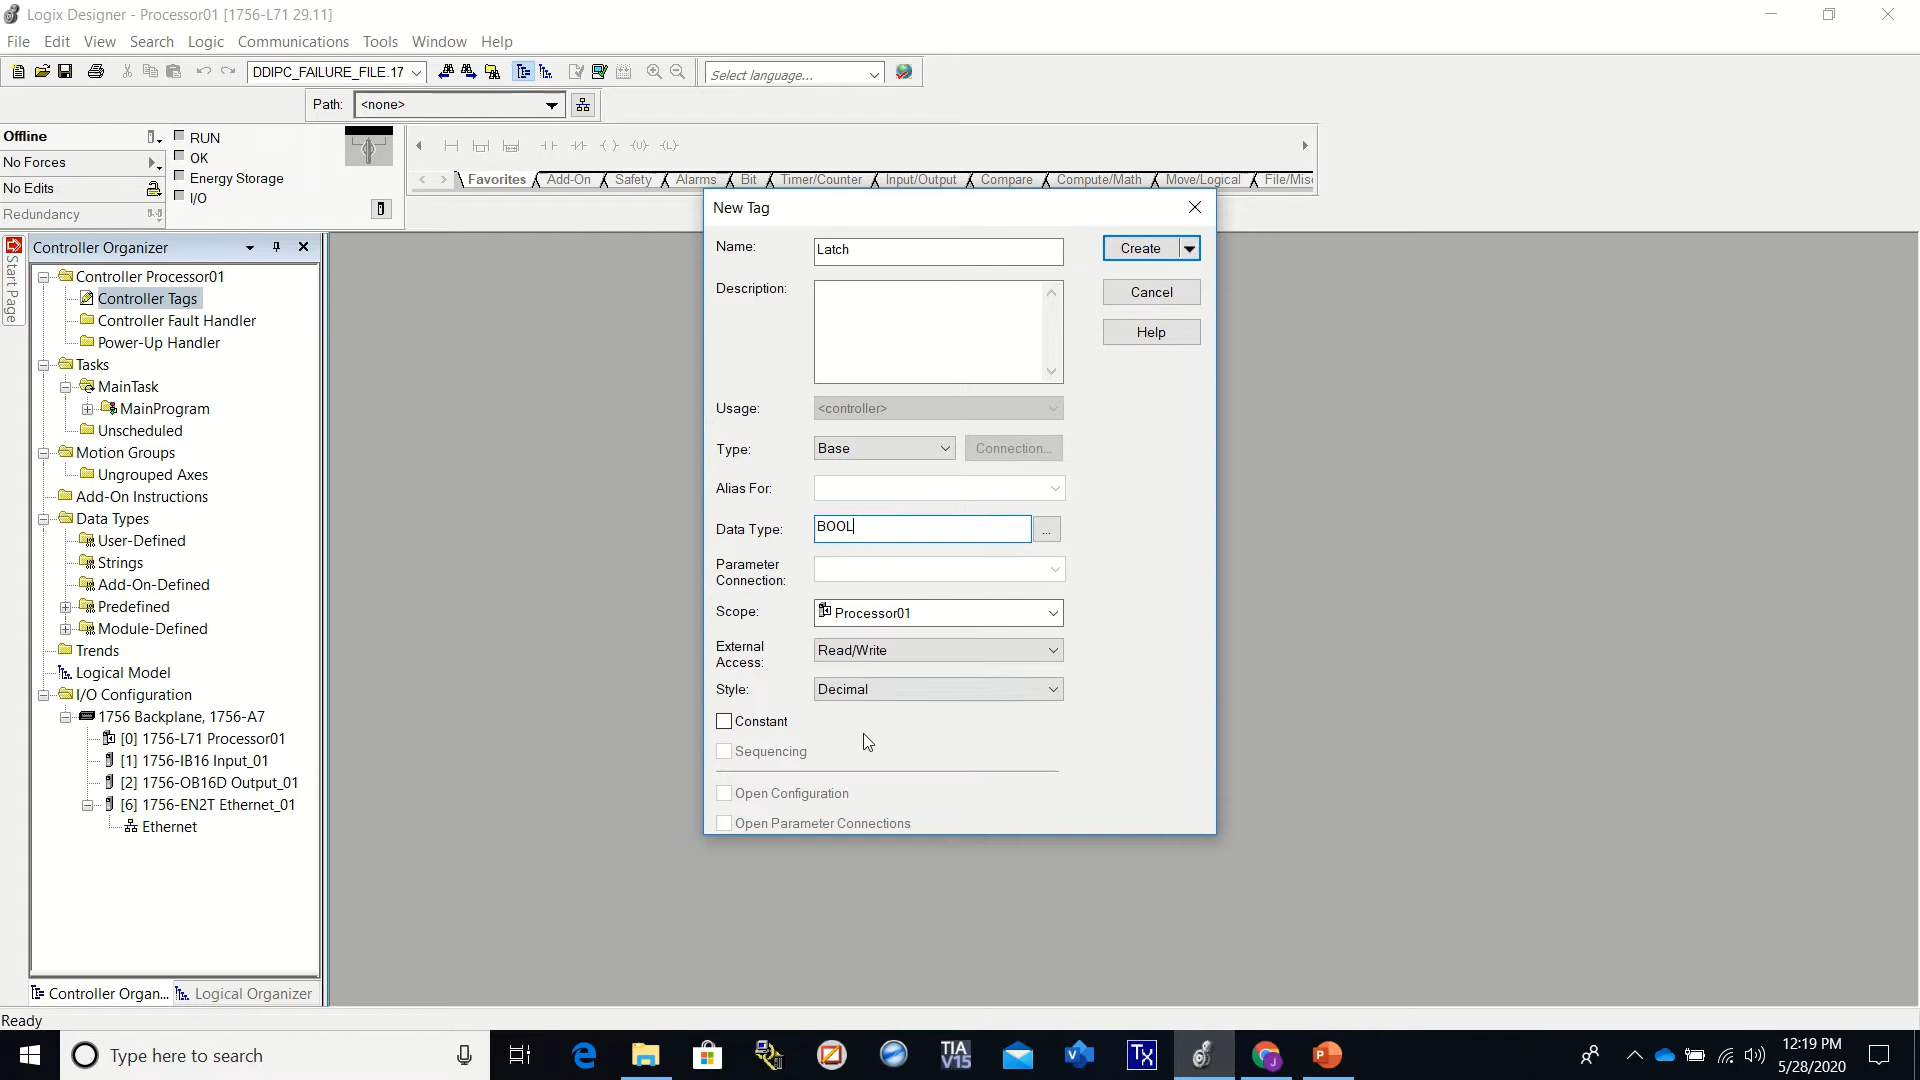 Logix Designer - Processor01 [1756-L71 29.11]
File Edit View Search Logic Communications Tools Window Help
DDIPC_FAILURE_FILE.17 Select language...
Path: <none>
Offline RUN
No Forces OK
Energy Storage
No Edits I/O
Redundancy
Favorites Add-On Safety Alarms Bit Timer/Counter Input/Output Compare Compute/Math Move/Logical File/Misc
Start Page
Controller Organizer
Controller Processor01
Controller Tags
Controller Fault Handler
Power-Up Handler
Tasks
MainTask
MainProgram
Unscheduled
Motion Groups
Ungrouped Axes
Add-On Instructions
Data Types
User-Defined
Strings
Add-On-Defined
Predefined
Module-Defined
Trends
Logical Model
I/O Configuration
1756 Backplane, 1756-A7
[0] 1756-L71 Processor01
[1] 1756-IB16 Input_01
[2] 1756-OB16D Output_01
[6] 1756-EN2T Ethernet_01
Ethernet
Controller Organ... Logical Organizer
New Tag
Name: Latch Create
Description: Cancel
Help
Usage: <controller>
Type: Base Connection...
Alias For:
Data Type: BOOL ...
Parameter
Connection:
Scope: Processor01
External
Access: Read/Write
Style: Decimal
Constant
Sequencing
Open Configuration
Open Parameter Connections
Ready
Type here to search
TIA
V15
TX
12:19 PM
5/28/2020